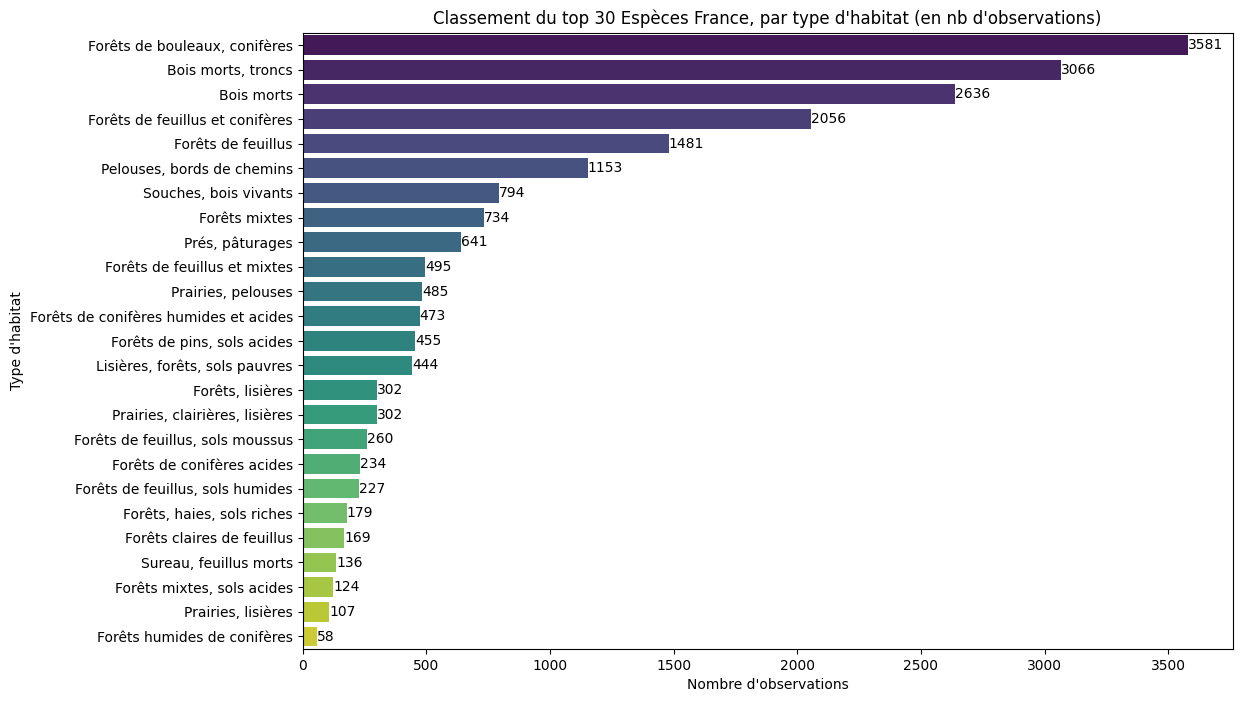 Classement du top 30 Espèces France, par type d'habitat (en nb d'observations)
Type d'habitat
Forêts de bouleaux, conifères 3581
Bois morts, troncs 3066
Bois morts 2636
Forêts de feuillus et conifères 2056
Forêts de feuillus 1481
Pelouses, bords de chemins 1153
Souches, bois vivants 794
Forêts mixtes 734
Prés, pâturages 641
Forêts de feuillus et mixtes 495
Prairies, pelouses 485
Forêts de conifères humides et acides 473
Forêts de pins, sols acides 455
Lisières, forêts, sols pauvres 444
Forêts, lisières 302
Prairies, clairières, lisières 302
Forêts de feuillus, sols moussus 260
Forêts de conifères acides 234
Forêts de feuillus, sols humides 227
Forêts, haies, sols riches 179
Forêts claires de feuillus 169
Sureau, feuillus morts 136
Forêts mixtes, sols acides 124
Prairies, lisières 107
Forêts humides de conifères 58
0 500 1000 1500 2000 2500 3000 3500
Nombre d'observations